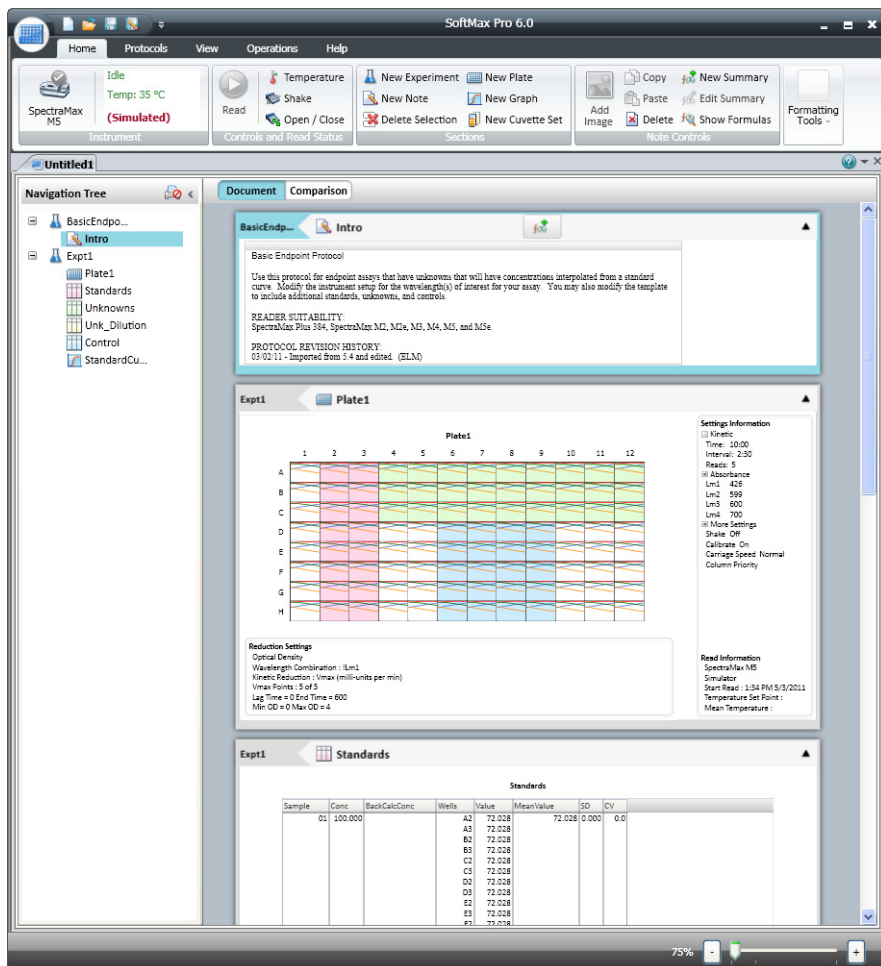 SoftMax Pro 6.0
Home Protocols View Operations Help
SpectraMax M5
Idle
Temp: 35 ºC
(Simulated)
Instrument
Read
Temperature
Shake
Open / Close
Controls and Read Status
New Experiment New Plate
New Note New Graph
Delete Selection New Cuvette Set
Sections
Add Image
Copy New Summary
Paste Edit Summary
Delete Show Formulas
Note Controls
Formatting Tools
Untitled1
Navigation Tree
BasicEndpo...
Intro
Expt1
Plate1
Standards
Unknowns
Unk_Dilution
Control
StandardCu...
Document Comparison
BasicEndp... Intro
Basic Endpoint Protocol
Use this protocol for endpoint assays that have unknowns that will have concentrations interpolated from a standard
curve. Modify the instrument setup for the wavelength(s) of interest for your assay. You may also modify the template
to include additional standards, unknowns, and controls.
READER SUITABILITY:
SpectraMax Plus 384, SpectraMax M2, M2e, M3, M4, M5, and M5e.
PROTOCOL REVISION HISTORY:
03/02/11 - Imported from 5.4 and edited. (ELM)
Expt1 Plate1
Plate1
1 2 3 4 5 6 7 8 9 10 11 12
A
B
C
D
E
F
G
H
Settings Information
Kinetic
Time: 10:00
Interval: 2:30
Reads: 5
Absorbance
Lm1 426
Lm2 599
Lm3 600
Lm4 700
More Settings
Shake Off
Calibrate On
Carriage Speed Normal
Column Priority
Reduction Settings
Optical Density
Wavelength Combination : !Lm1
Kinetic Reduction : Vmax (milli-units per min)
Vmax Points : 5 of 5
Lag Time = 0 End Time = 600
Min OD = 0 Max OD = 4
Read Information
SpectraMax M5
Simulator
Start Read : 1:34 PM 5/3/2011
Temperature Set Point :
Mean Temperature :
Expt1 Standards
Standards
Sample Conc BackCalcConc Wells Value MeanValue SD CV
01 100.000 A2 72.028 72.028 0.000 0.0
A3 72.028
B2 72.028
B3 72.028
C2 72.028
C3 72.028
D2 72.028
D3 72.028
E2 72.028
E3 72.028
F2 72.028
75% - +